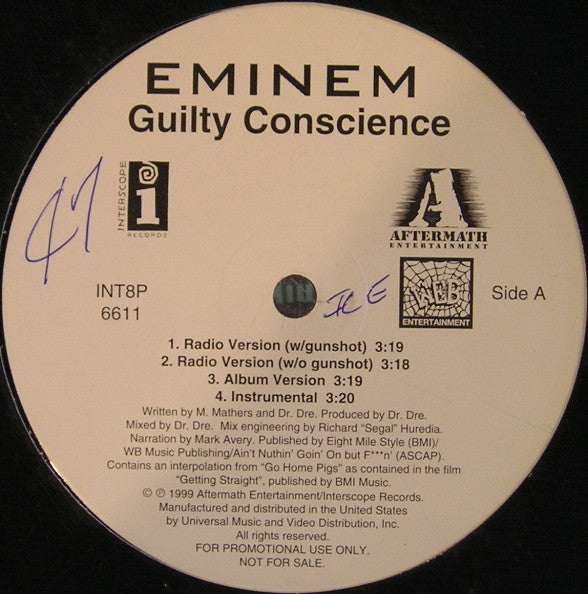 EMINEM
Guilty Conscience
INTERSCOPE
RECORDS
i
A
AFTERMATH
ENTERTAINMENT
INT8P
6611
ICE
WEB
ENTERTAINMENT
Side A
1. Radio Version (w/gunshot) 3:19
2. Radio Version (w/o gunshot) 3:18
3. Album Version 3:19
4. Instrumental 3:20
Written by M. Mathers and Dr. Dre. Produced by Dr. Dre.
Mixed by Dr. Dre. Mix engineering by Richard "Segal" Huredia.
Narration by Mark Avery. Published by Eight Mile Style (BMI)/
WB Music Publishing/Ain't Nuthin' Goin' On but F***n' (ASCAP).
Contains an interpolation from "Go Home Pigs" as contained in the film
"Getting Straight", published by BMI Music.
© ℗ 1999 Aftermath Entertainment/Interscope Records.
Manufactured and distributed in the United States
by Universal Music and Video Distribution, Inc.
All rights reserved.
FOR PROMOTIONAL USE ONLY.
NOT FOR SALE.